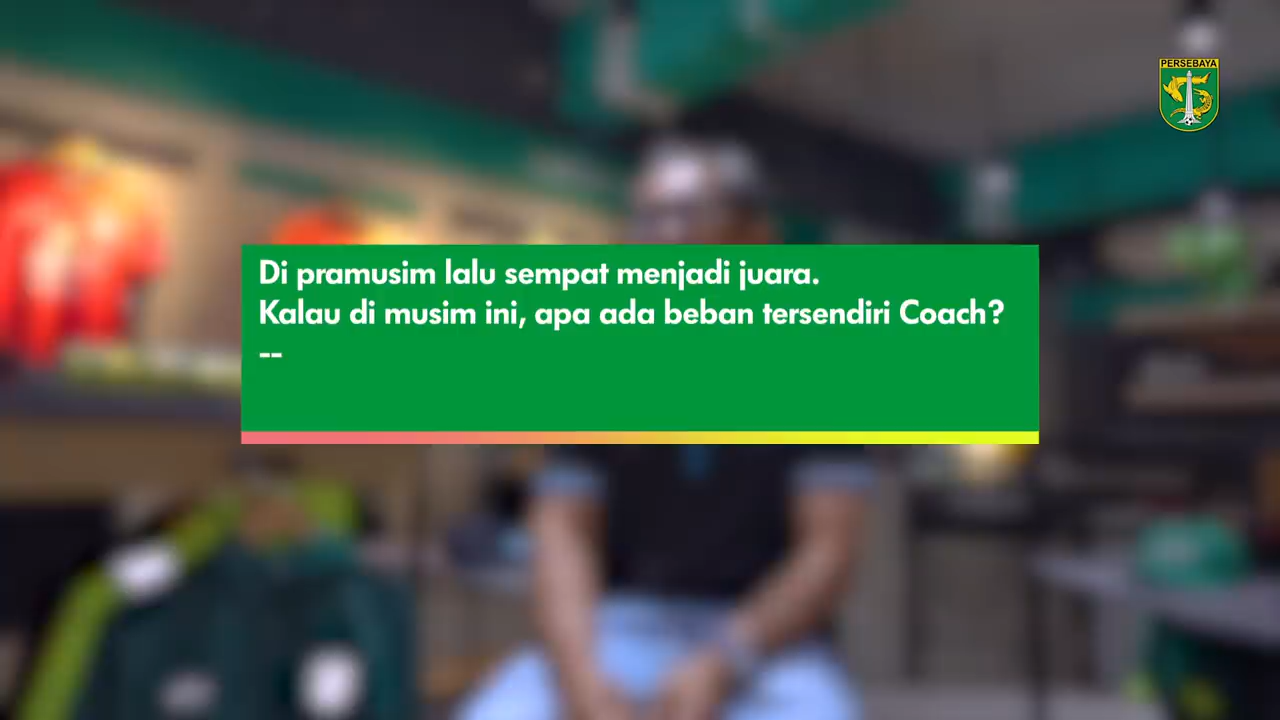 PERSEBAYA
Di pramusim lalu sempat menjadi juara.
Kalau di musim ini, apa ada beban tersendiri Coach?
--